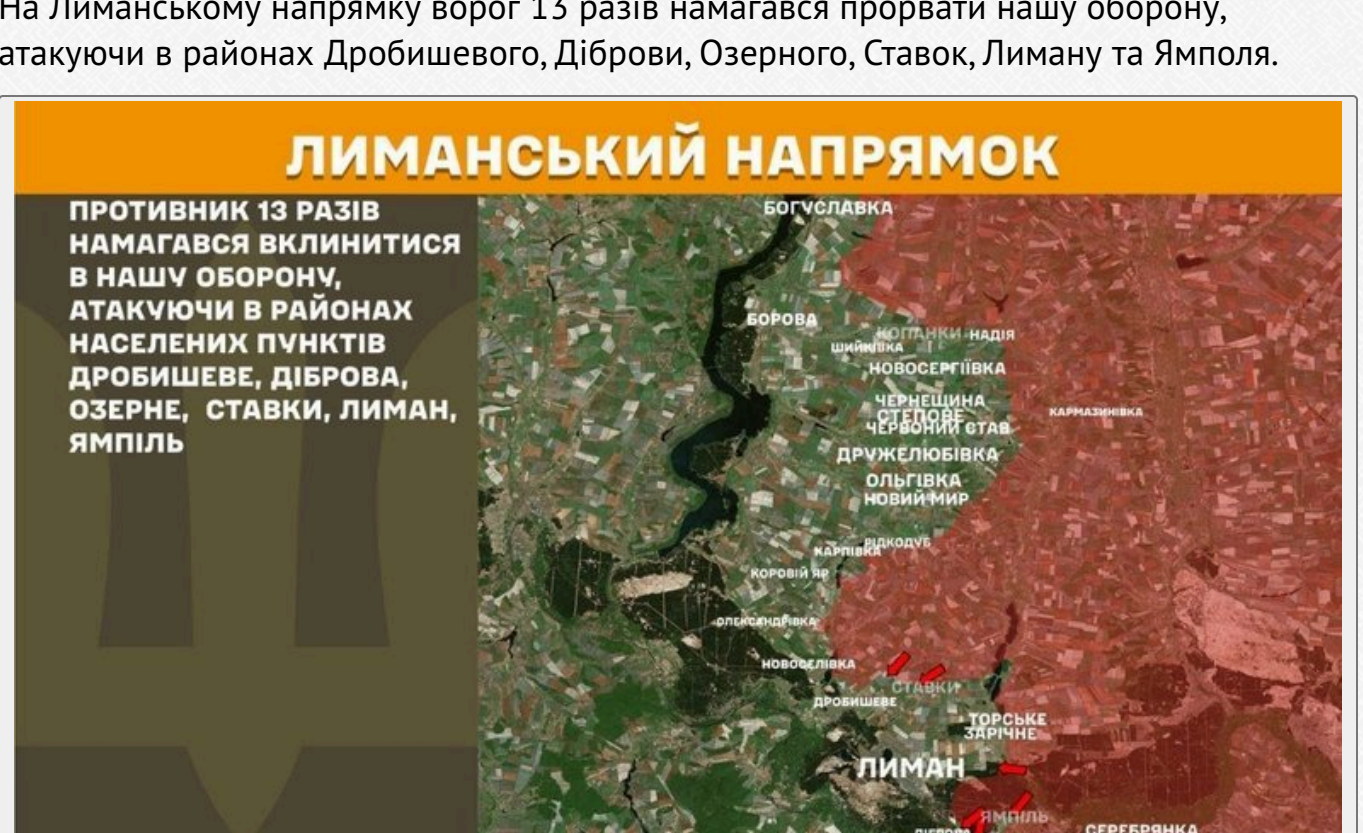 На Лиманському напрямку ворог 13 разів намагався прорвати нашу оборону,
атакуючи в районах Дробишевого, Діброви, Озерного, Ставок, Лиману та Ямполя.
ЛИМАНСЬКИЙ НАПРЯМОК
ПРОТИВНИК 13 РАЗІВ
НАМАГАВСЯ ВКЛИНИТИСЯ
В НАШУ ОБОРОНУ,
АТАКУЮЧИ В РАЙОНАХ
НАСЕЛЕНИХ ПУНКТІВ
ДРОБИШЕВЕ, ДІБРОВА,
ОЗЕРНЕ, СТАВКИ, ЛИМАН,
ЯМПІЛЬ
БОГУСЛАВКА
БОРОВА
КОПАНКИ
НАДІЯ
ШИЙКІВКА
НОВОСЕРГІЇВКА
ЧЕРНЕЩИНА
СТЕПОВЕ
ЧЕРВОНИЙ СТАВ
КАРМАЗИНІВКА
ДРУЖЕЛЮБІВКА
ОЛЬГІВКА
НОВИЙ МИР
РІДКОДУБ
КАРПІВКА
КОРОВІЙ ЯР
ОЛЕКСАНДРІВКА
НОВОСЕЛІВКА
СТАВКИ
ДРОБИШЕВЕ
ТОРСЬКЕ
ЗАРІЧНЕ
ЛИМАН
ЯМПІЛЬ
ДІБРОВА
СЕРЕБРЯНКА